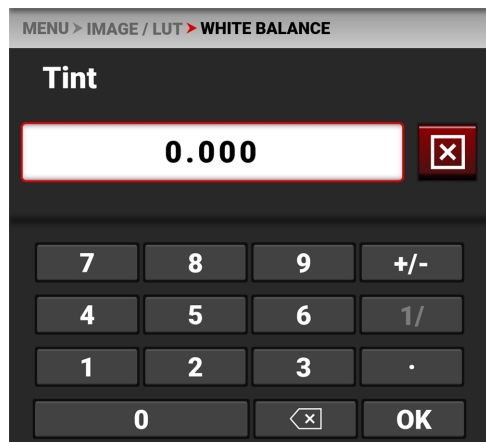 MENU > IMAGE / LUT > WHITE BALANCE
Tint
0.000
7 8 9 +/-
4 5 6 1/
1 2 3 .
0 OK